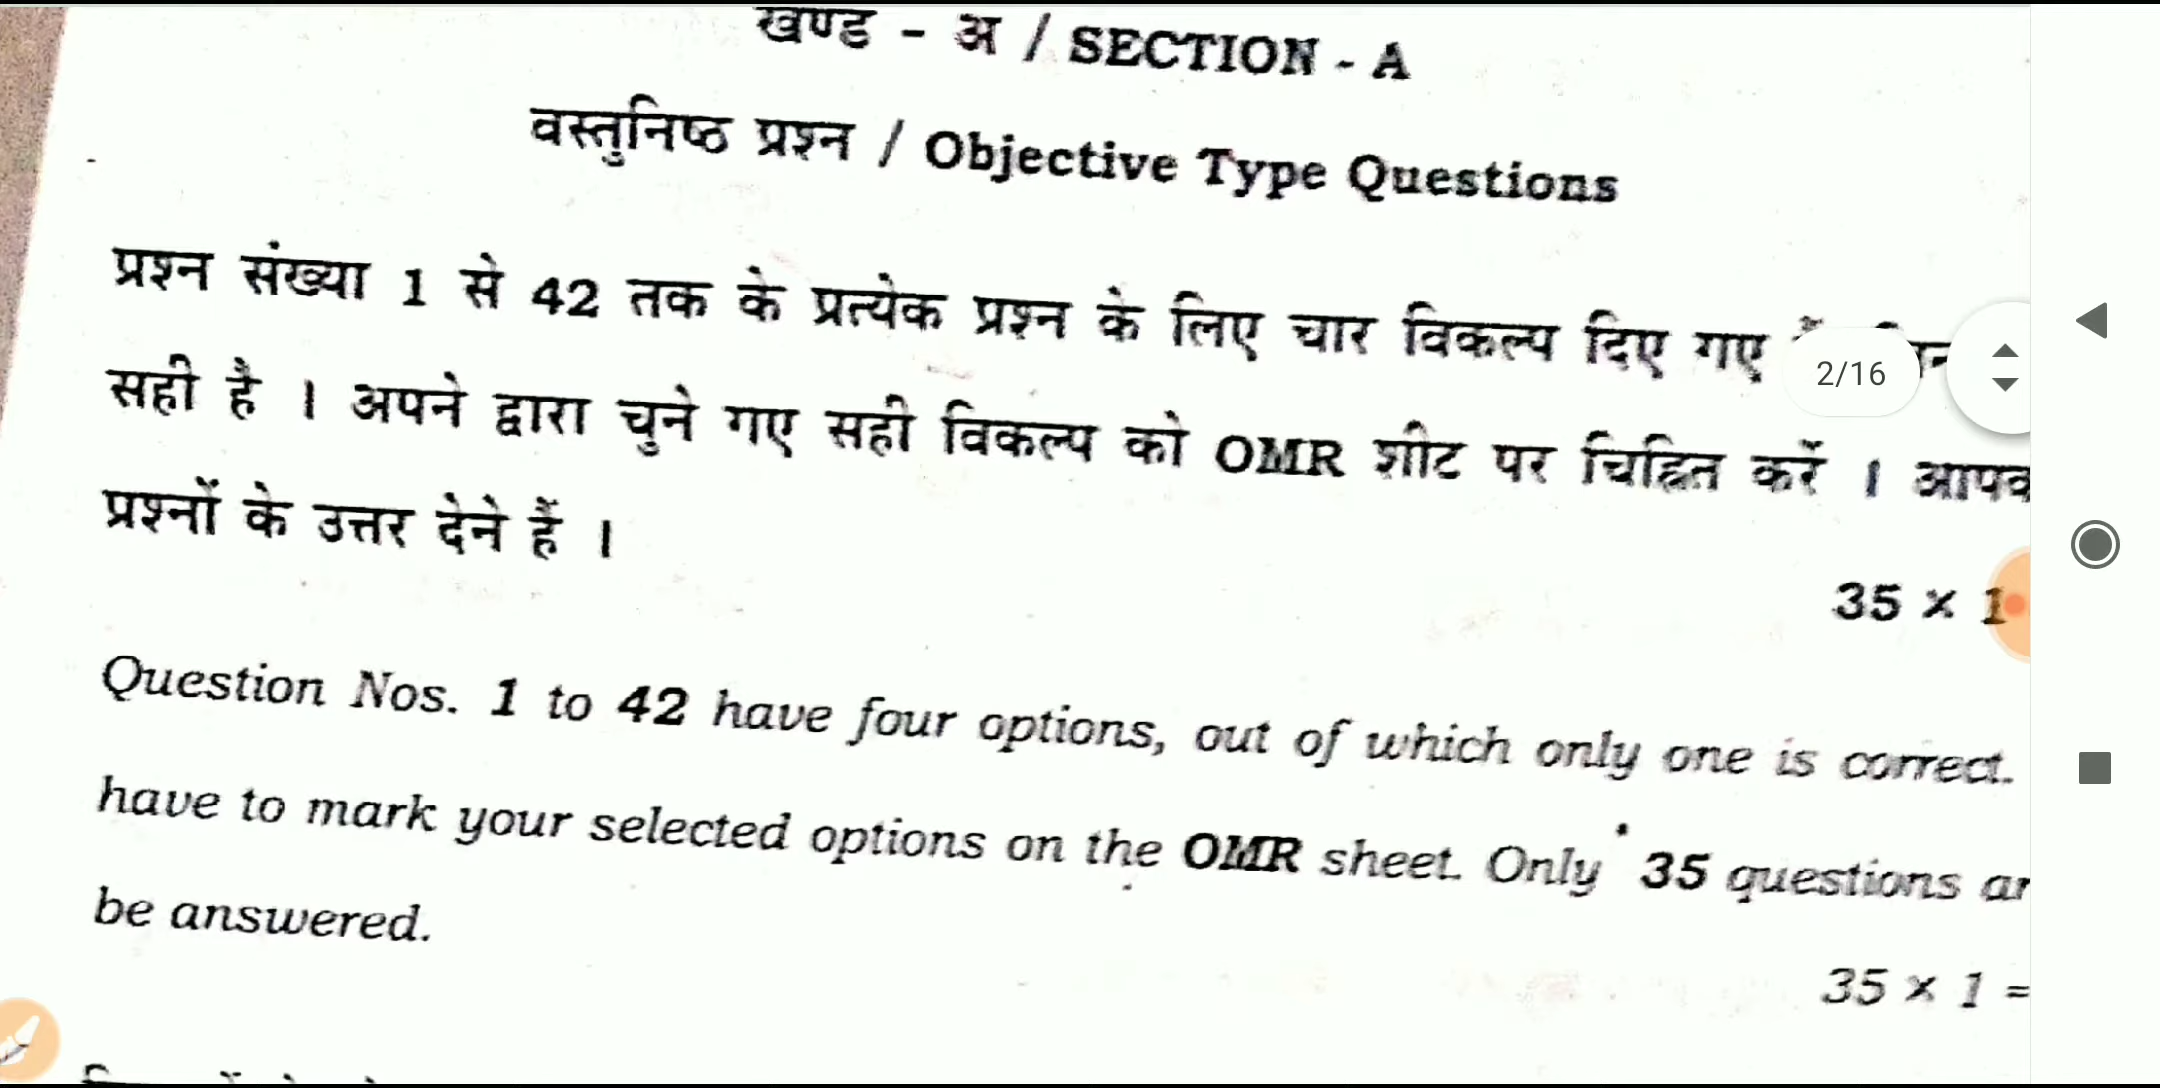 खण्ड - अ / SECTION - A
वस्तुनिष्ठ प्रश्न / Objective Type Questions
प्रश्न संख्या 1 से 42 तक के प्रत्येक प्रश्न के लिए चार विकल्प दिए गए
2/16
सही है । अपने द्वारा चुने गए सही विकल्प को OMR शीट पर चिह्नित करें ।
प्रश्नों के उत्तर देने हैं ।
35 × 1
Question Nos. 1 to 42 have four options, out of which only one is correct.
have to mark your selected options on the OMR sheet. Only 35 questions
be answered.
35 × 1 =